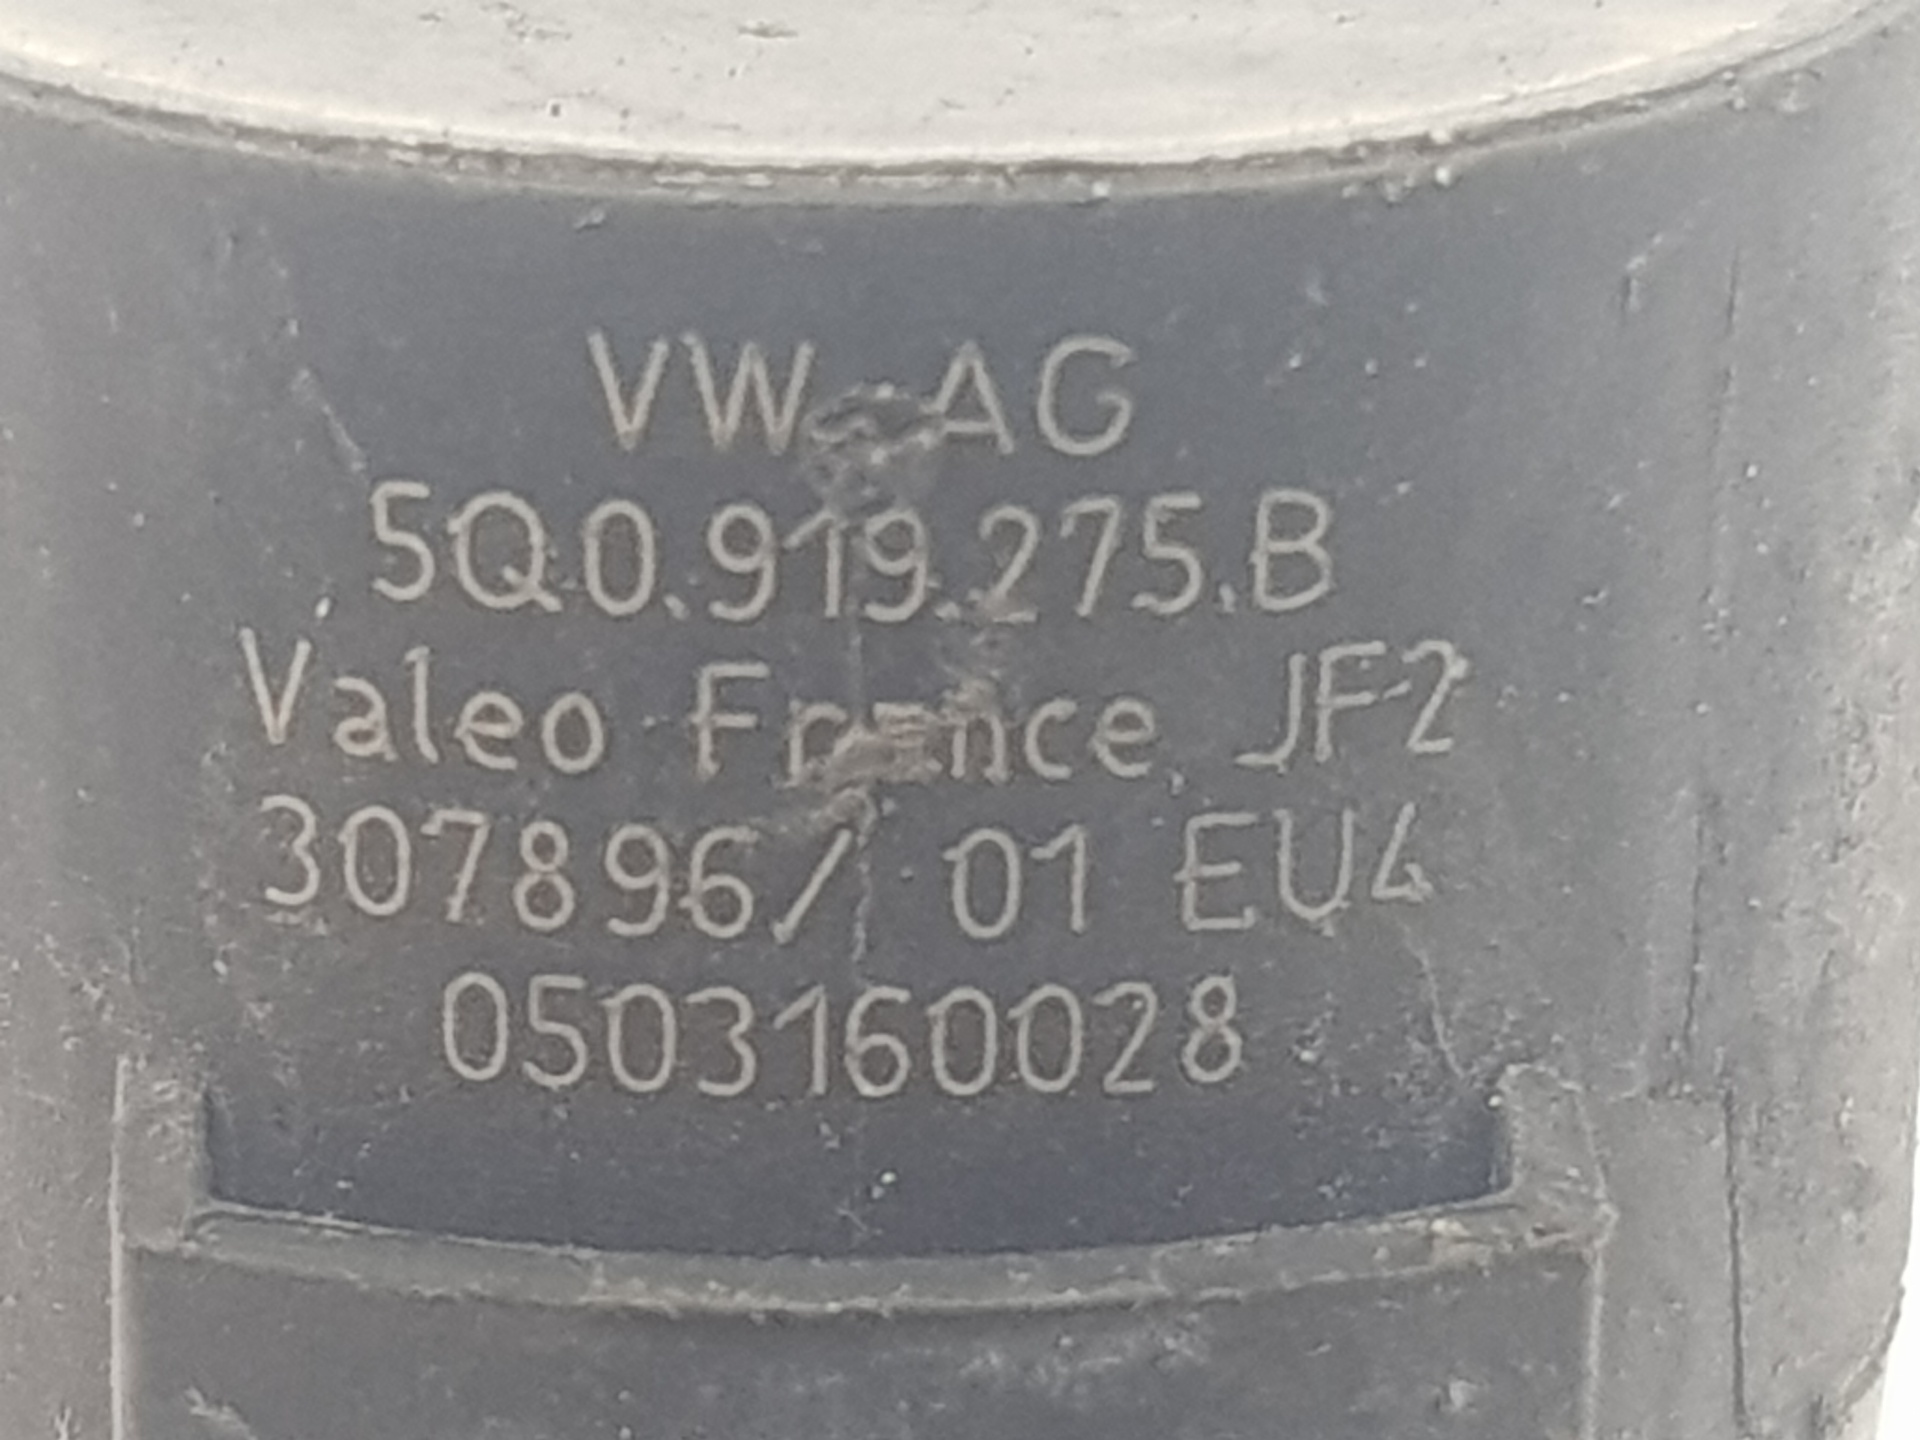 VW AG
5Q0.919.275.B
Valeo France, JF2
307896/ 01 EU4
0503160028